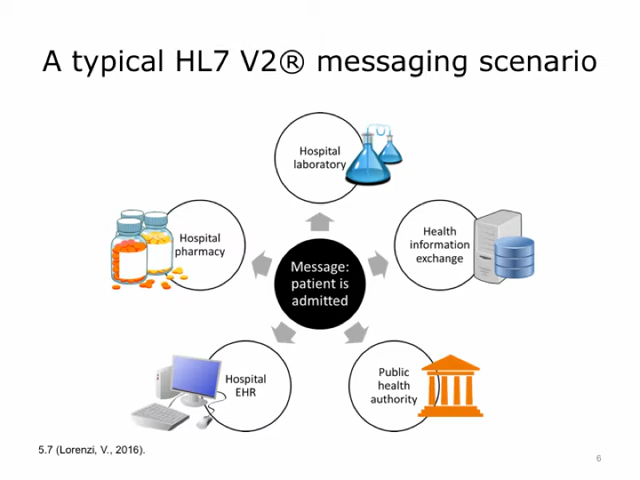 A typical HL7 V2® messaging scenario
Hospital
laboratory
Hospital
pharmacy
Health
information
exchange
Message:
patient is
admitted
Hospital
EHR
Public
health
authority
5.7 (Lorenzi, V., 2016).
6